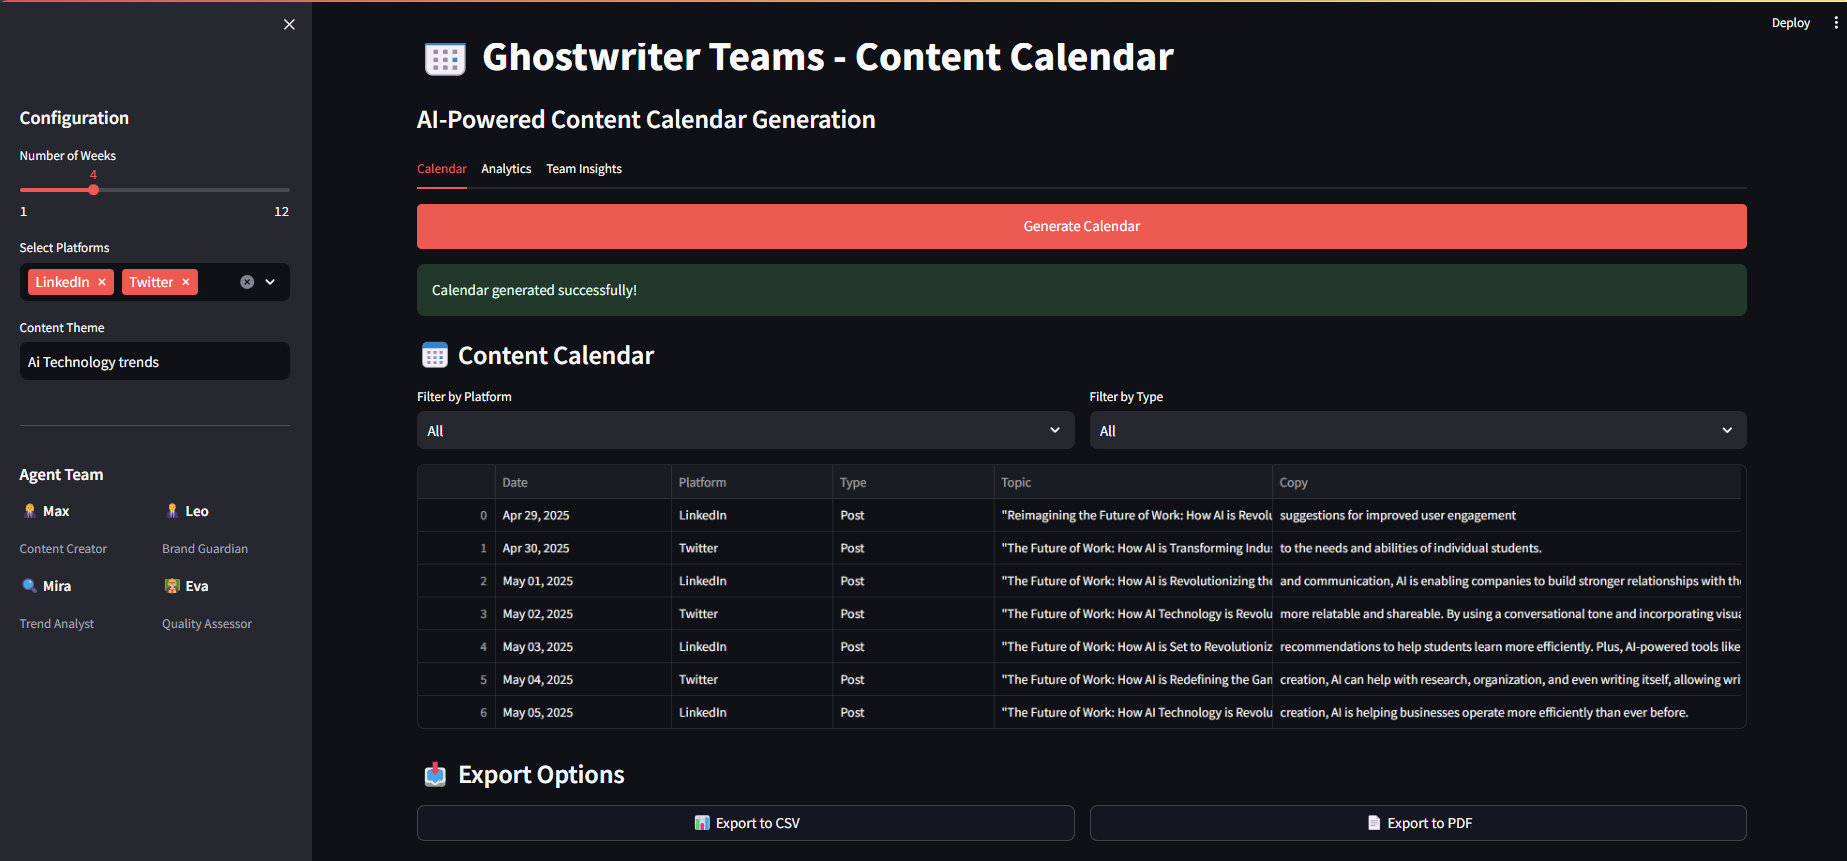 Deploy
Configuration
Number of Weeks
4
1 12
Select Platforms
LinkedIn Twitter
Content Theme
Ai Technology trends
Agent Team
Max Leo
Content Creator Brand Guardian
Mira Eva
Trend Analyst Quality Assessor
Ghostwriter Teams - Content Calendar
AI-Powered Content Calendar Generation
Calendar Analytics Team Insights
Generate Calendar
Calendar generated successfully!
Content Calendar
Filter by Platform Filter by Type
All All
Date Platform Type Topic Copy
0 Apr 29, 2025 LinkedIn Post "Reimagining the Future of Work: How AI is Revolu suggestions for improved user engagement
1 Apr 30, 2025 Twitter Post "The Future of Work: How AI is Transforming Indu to the needs and abilities of individual students.
2 May 01, 2025 LinkedIn Post "The Future of Work: How AI is Revolutionizing the and communication, AI is enabling companies to build stronger relationships with the
3 May 02, 2025 Twitter Post "The Future of Work: How AI Technology is Revolu more relatable and shareable. By using a conversational tone and incorporating visua
4 May 03, 2025 LinkedIn Post "The Future of Work: How AI is Set to Revolutioniz recommendations to help students learn more efficiently. Plus, AI-powered tools like
5 May 04, 2025 Twitter Post "The Future of Work: How AI is Redefining the Gam creation, AI can help with research, organization, and even writing itself, allowing wri
6 May 05, 2025 LinkedIn Post "The Future of Work: How AI Technology is Revolu creation, AI is helping businesses operate more efficiently than ever before.
Export Options
Export to CSV Export to PDF